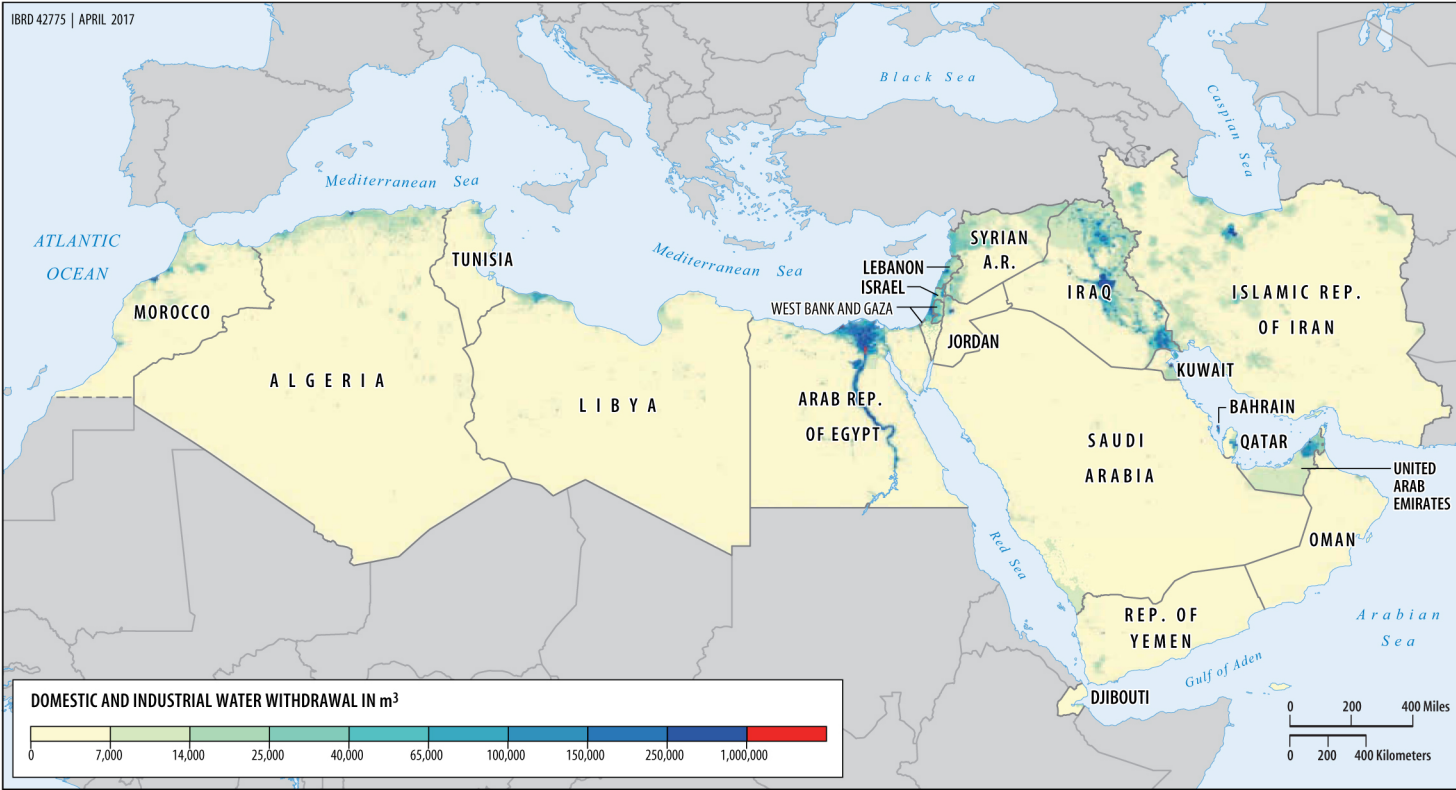 IBRD 42775 | APRIL 2017
Black Sea
Caspian Sea
Mediterranean Sea
ATLANTIC
OCEAN
Mediterranean Sea
TUNISIA
SYRIAN
A.R.
LEBANON
ISRAEL
WEST BANK AND GAZA
IRAQ
ISLAMIC REP.
OF IRAN
MOROCCO
JORDAN
KUWAIT
ALGERIA
LIBYA
ARAB REP.
OF EGYPT
BAHRAIN
QATAR
SAUDI
ARABIA
UNITED
ARAB
EMIRATES
OMAN
Red Sea
REP. OF
YEMEN
Arabian
Sea
Gulf of Aden
DJIBOUTI
DOMESTIC AND INDUSTRIAL WATER WITHDRAWAL IN m³
0 7,000 14,000 25,000 40,000 65,000 100,000 150,000 250,000 1,000,000
0 200 400 Miles
0 200 400 Kilometers